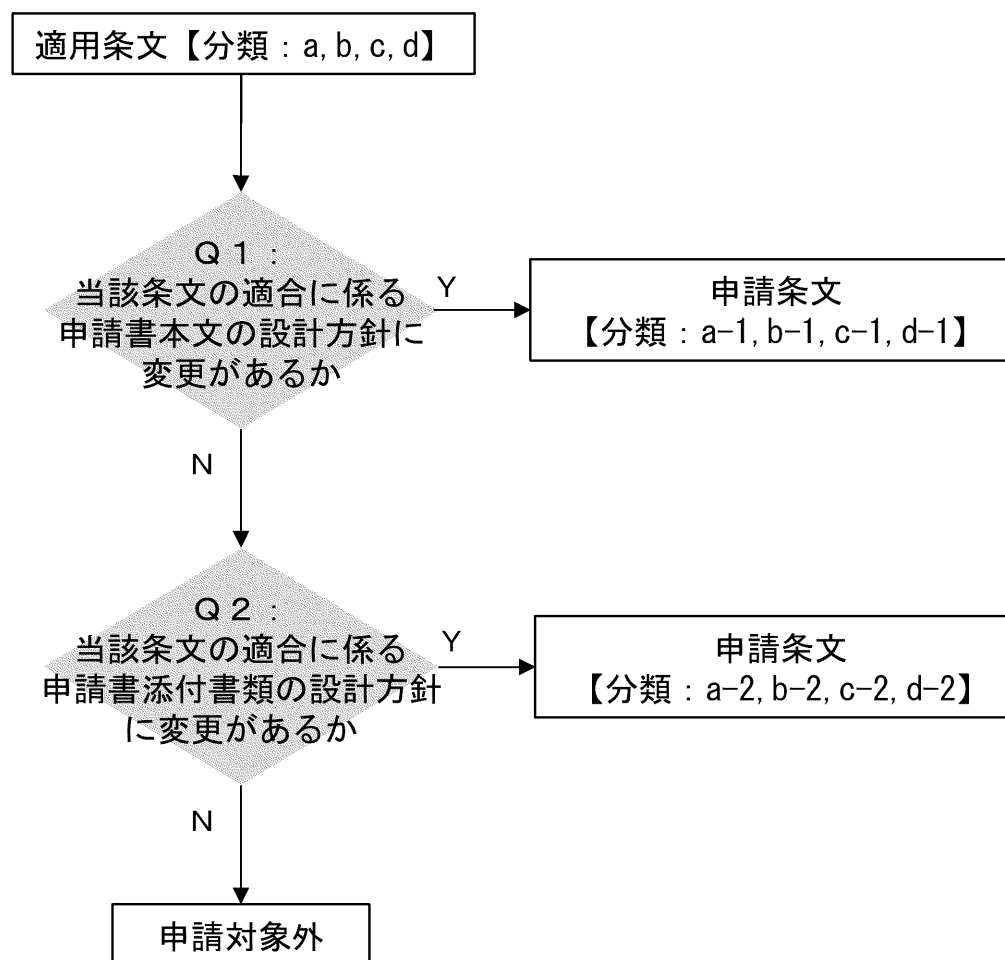 適用条文【分類：a,b,c,d】
Ｑ１：
当該条文の適合に係る
申請書本文の設計方針に
変更があるか
Y
申請条文
【分類：a-1,b-1,c-1,d-1】
N
Ｑ２：
当該条文の適合に係る
申請書添付書類の設計方針
に変更があるか
Y
申請条文
【分類：a-2,b-2,c-2,d-2】
N
申請対象外